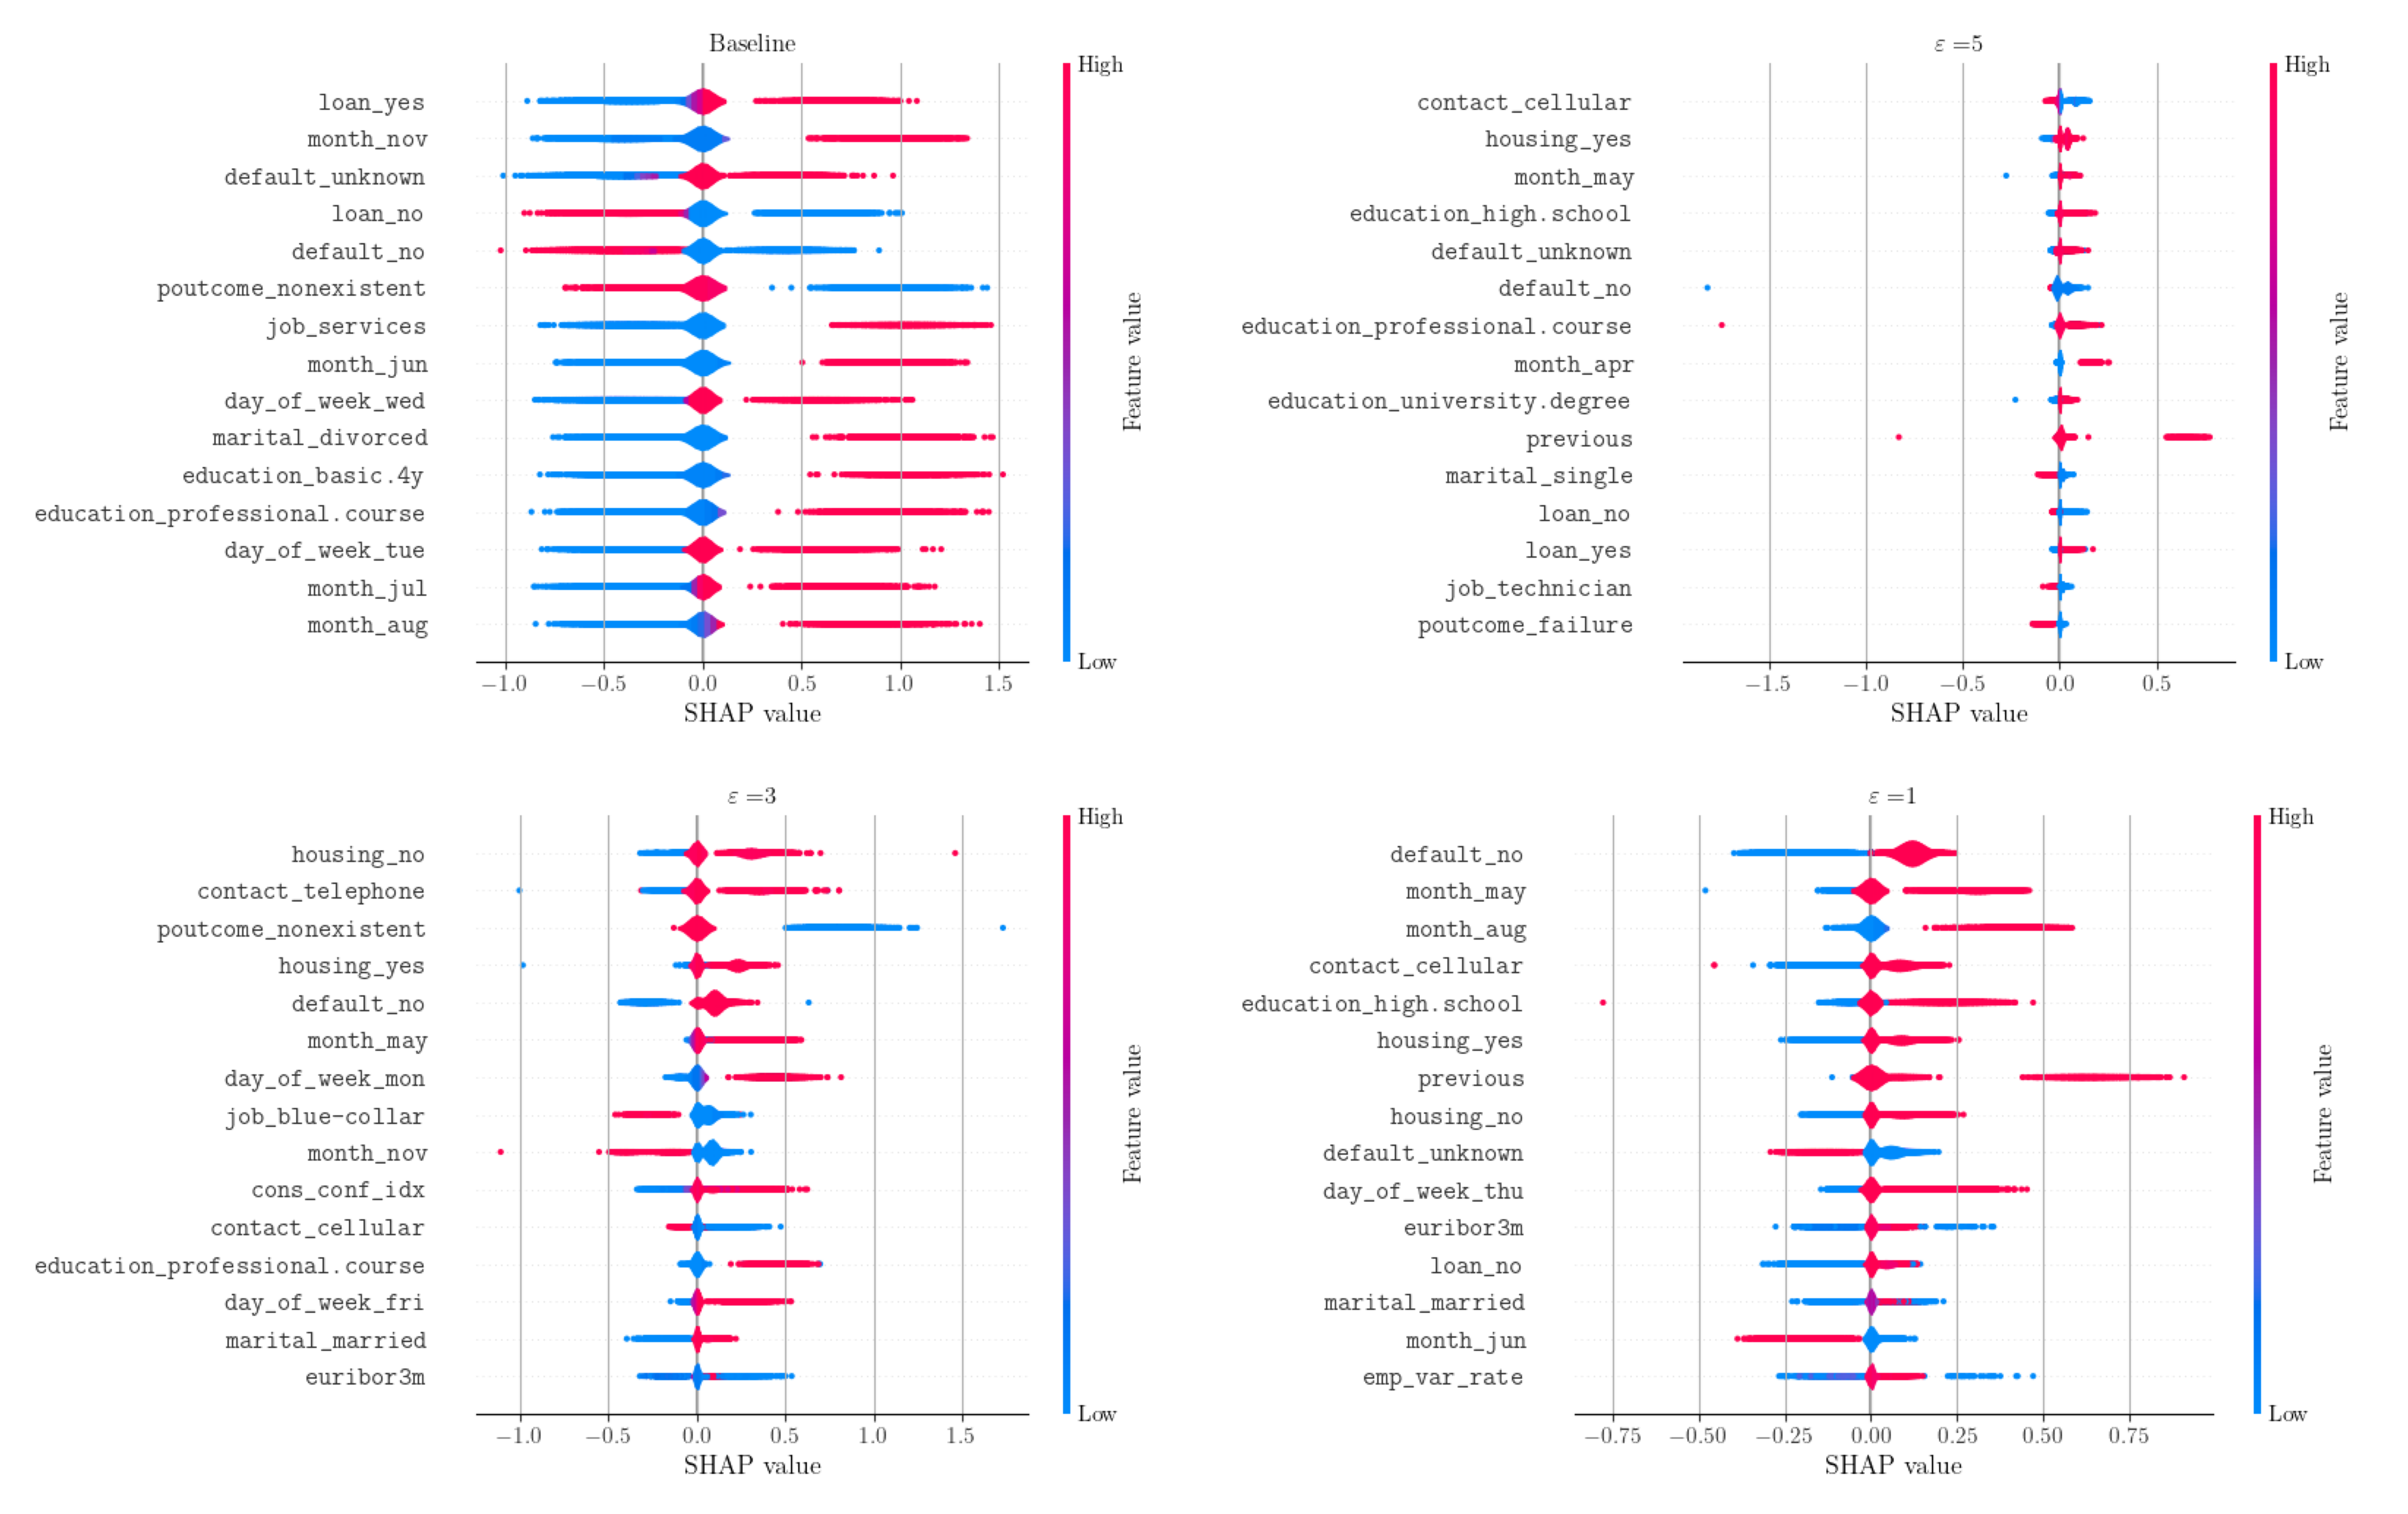 Baseline
High
loan_yes
month_nov
default_unknown
loan_no
default_no
poutcome_nonexistent
job_services
month_jun
day_of_week_wed
marital_divorced
education_basic.4y
education_professional.course
day_of_week_tue
month_jul
month_aug
Feature value
Low
−1.0 −0.5 0.0 0.5 1.0 1.5
SHAP value
ε =5
High
contact_cellular
housing_yes
month_may
education_high.school
default_unknown
default_no
education_professional.course
month_apr
education_university.degree
previous
marital_single
loan_no
loan_yes
job_technician
poutcome_failure
Feature value
Low
−1.5 −1.0 −0.5 0.0 0.5
SHAP value
ε =3
High
housing_no
contact_telephone
poutcome_nonexistent
housing_yes
default_no
month_may
day_of_week_mon
job_blue-collar
month_nov
cons_conf_idx
contact_cellular
education_professional.course
day_of_week_fri
marital_married
euribor3m
Feature value
Low
−1.0 −0.5 0.0 0.5 1.0 1.5
SHAP value
ε =1
High
default_no
month_may
month_aug
contact_cellular
education_high.school
housing_yes
previous
housing_no
default_unknown
day_of_week_thu
euribor3m
loan_no
marital_married
month_jun
emp_var_rate
Feature value
Low
−0.75 −0.50 −0.25 0.00 0.25 0.50 0.75
SHAP value